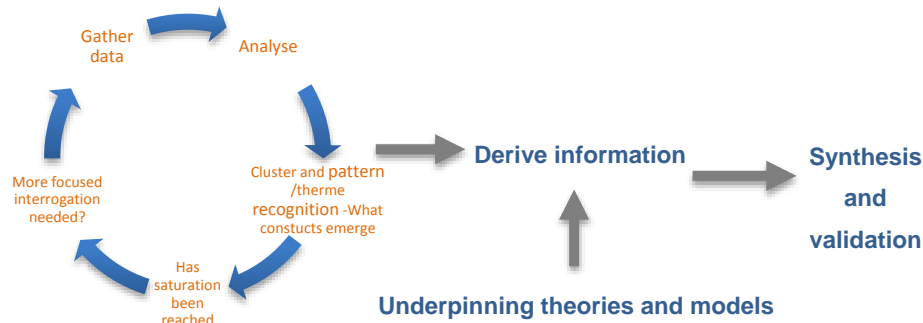 Gather
data
Analyse
Cluster and pattern
/therme
recognition -What
constucts emerge
Has
saturation
been
reached
More focused
interrogation
needed?
Derive information
Underpinning theories and models
Synthesis
and
validation